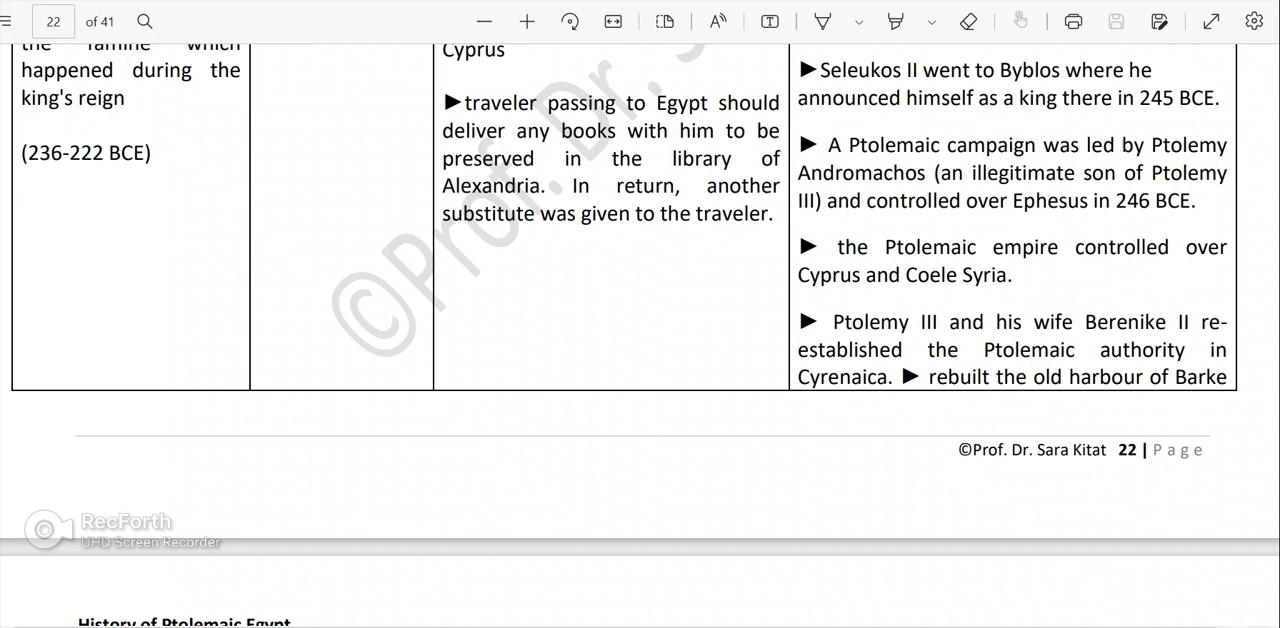 22 of 41
the famine which
happened during the
king's reign
(236-222 BCE)
Cyprus
►traveler passing to Egypt should
deliver any books with him to be
preserved in the library of
Alexandria. In return, another
substitute was given to the traveler.
►Seleukos II went to Byblos where he
announced himself as a king there in 245 BCE.
► A Ptolemaic campaign was led by Ptolemy
Andromachos (an illegitimate son of Ptolemy
III) and controlled over Ephesus in 246 BCE.
► the Ptolemaic empire controlled over
Cyprus and Coele Syria.
► Ptolemy III and his wife Berenike II re-
established the Ptolemaic authority in
Cyrenaica. ► rebuilt the old harbour of Barke
©Prof. Dr. S
©Prof. Dr. Sara Kitat 22 | Page
RecForth
UHD Screen Recorder
History of Ptolemaic Egypt